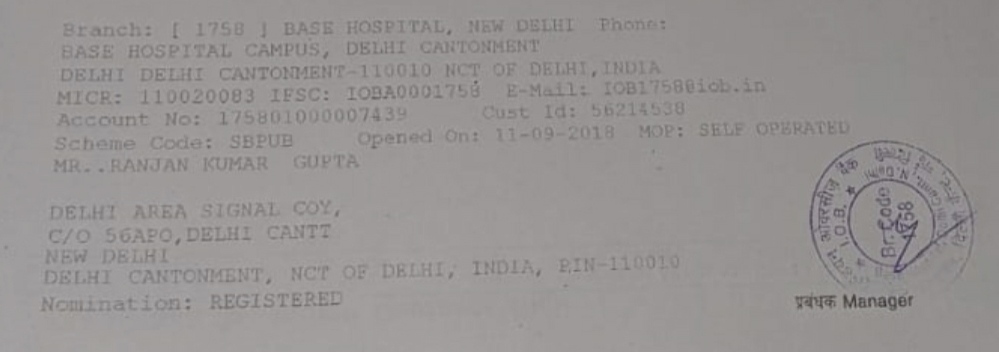 Branch: [ 1758 ] BASE HOSPITAL, NEW DELHI Phone:
BASE HOSPITAL CAMPUS, DELHI CANTONMENT
DELHI DELHI CANTONMENT-110010 NCT OF DELHI,INDIA
MICR: 110020083 IFSC: IOBA0001758 E-Mail: IOB1758@iob.in
Account No: 175801000007439 Cust Id: 56214538
Scheme Code: SBPUB Opened On: 11-09-2018 MOP: SELF OPERATED
MR..RANJAN KUMAR GUPTA
DELHI AREA SIGNAL COY,
C/O 56APO,DELHI CANTT
NEW DELHI
DELHI CANTONMENT, NCT OF DELHI, INDIA, PIN-110010
Nomination: REGISTERED
ओवरसीज़ बैंक
I.O.B.
N. Delhi
Br. Code
1758
प्रबंधक Manager